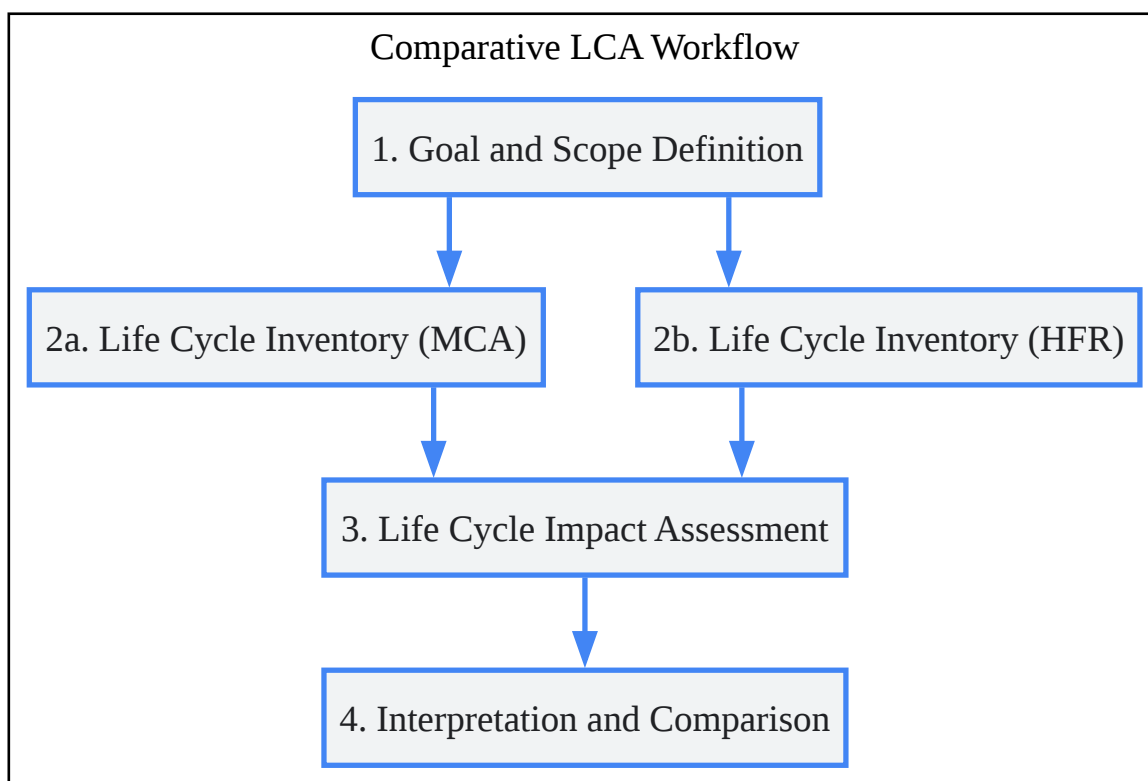 Comparative LCA Workflow
1. Goal and Scope Definition
2a. Life Cycle Inventory (MCA)
2b. Life Cycle Inventory (HFR)
3. Life Cycle Impact Assessment
4. Interpretation and Comparison